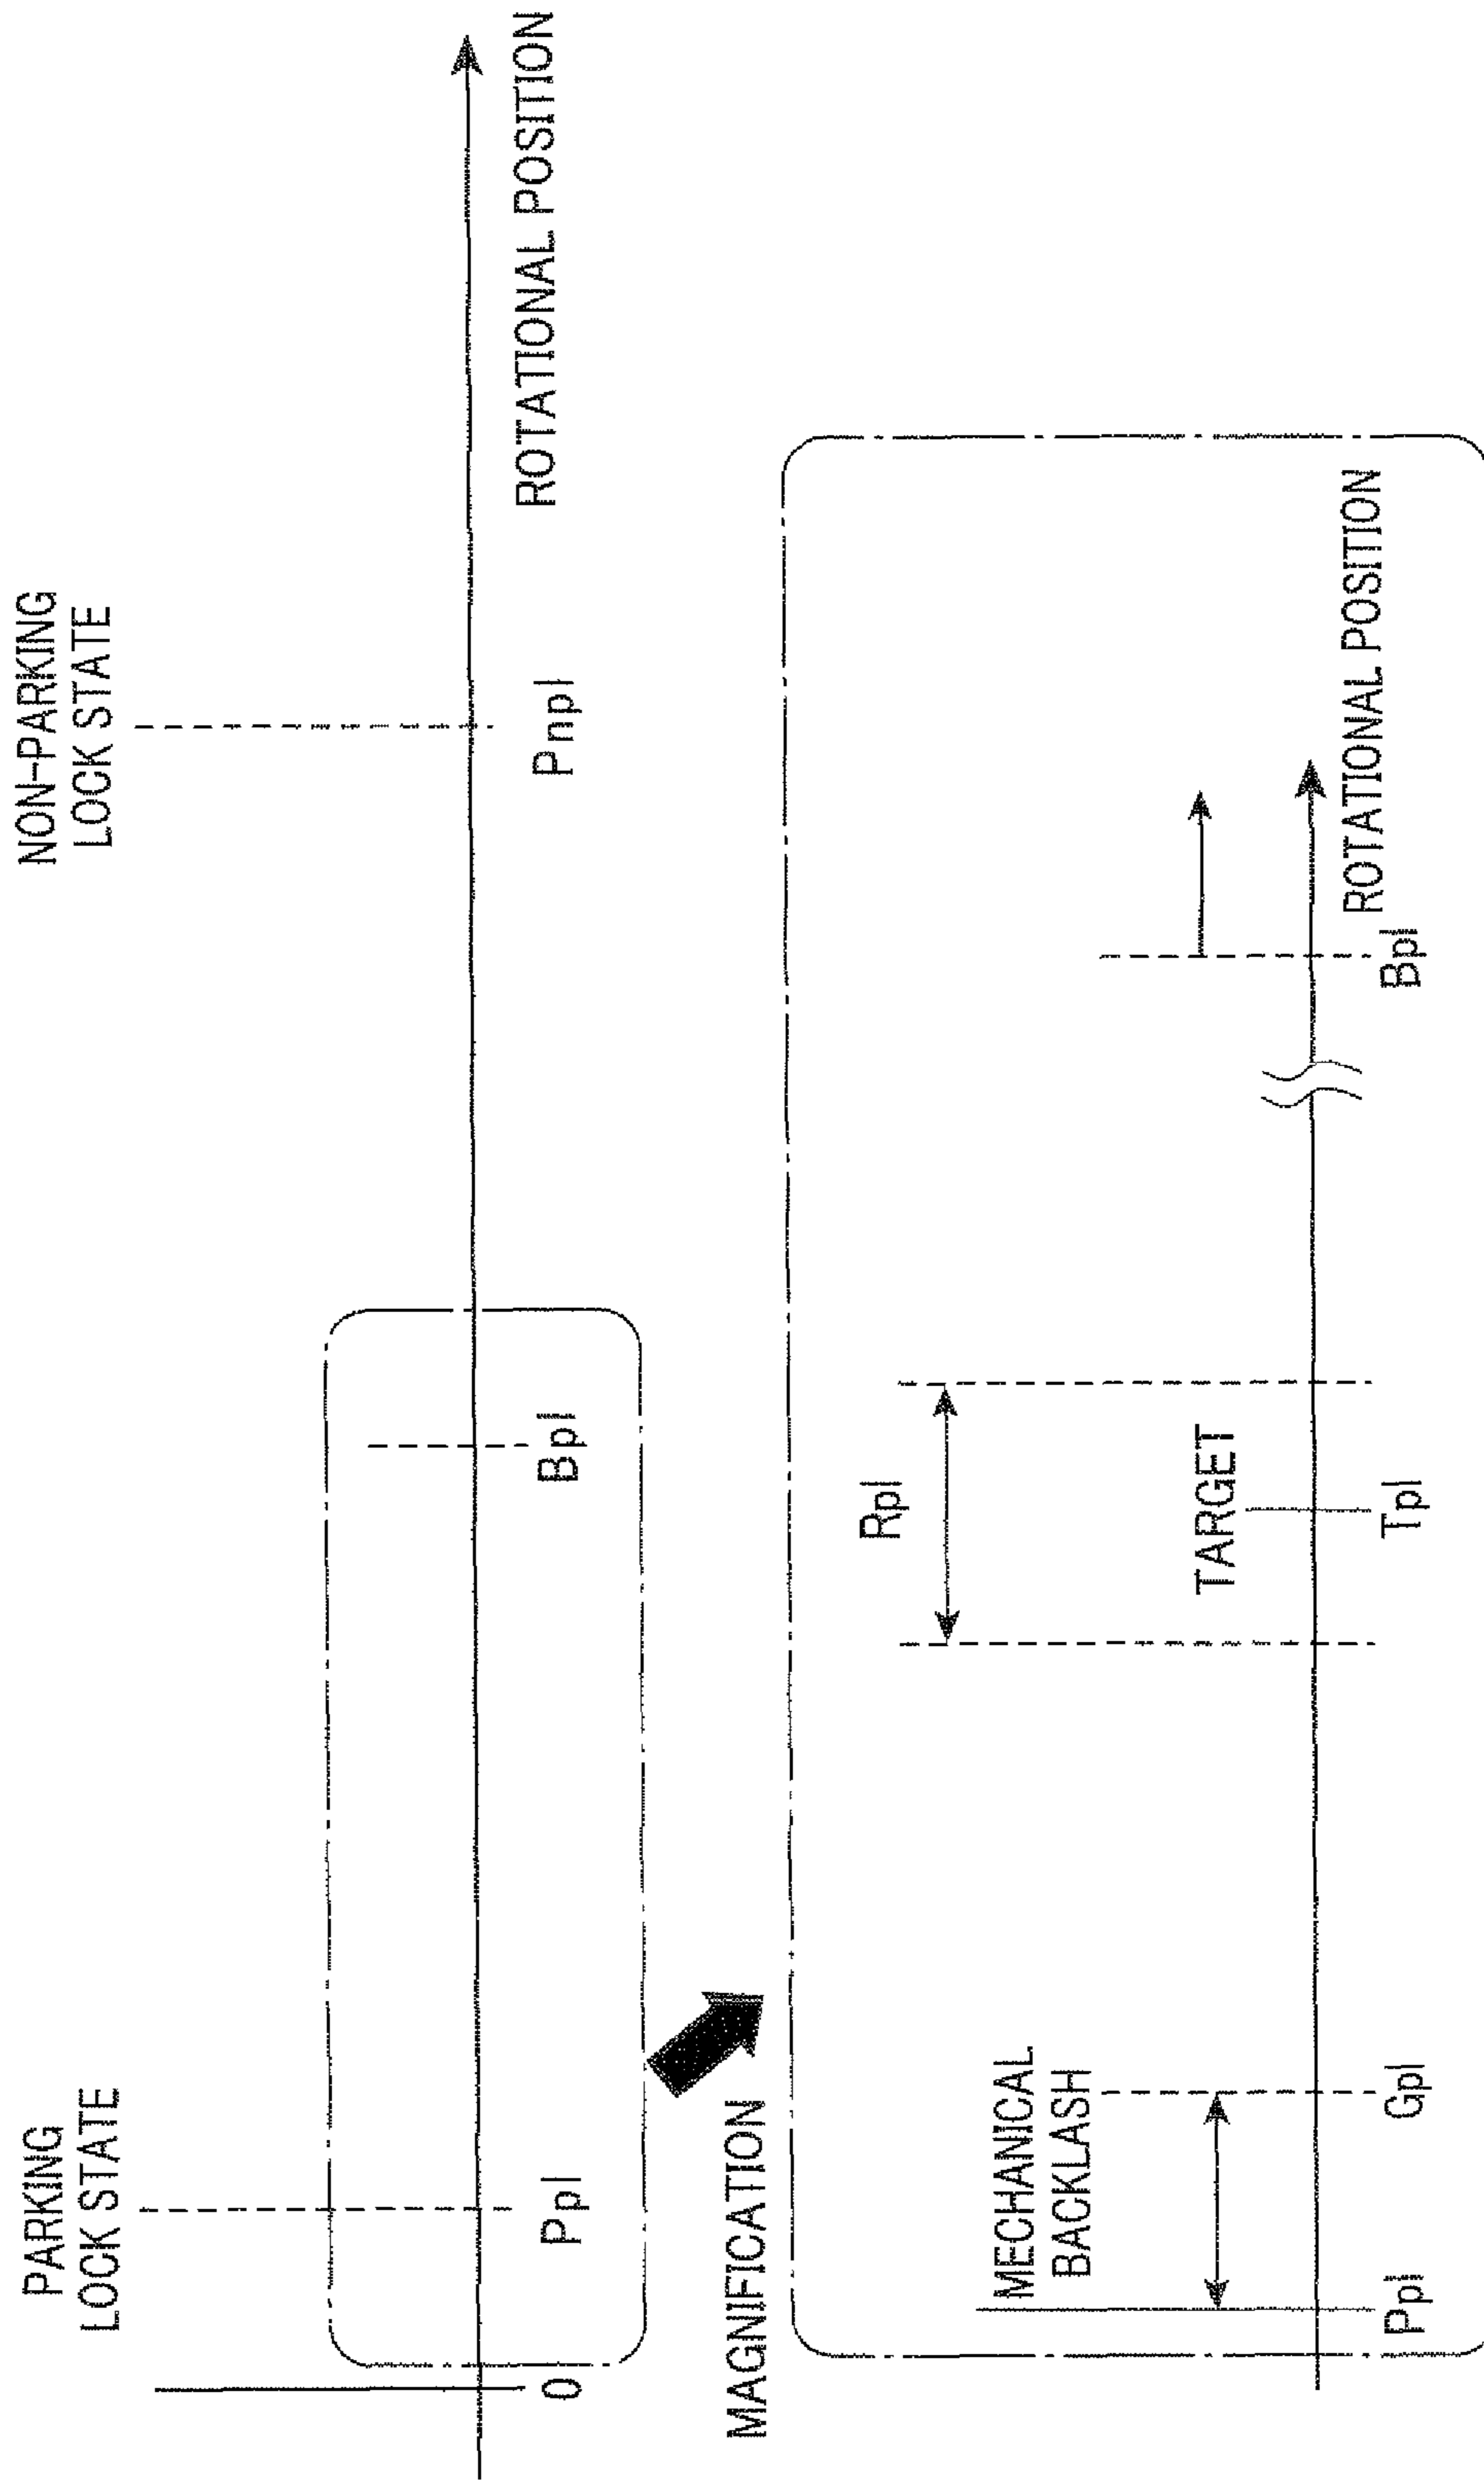 PARKING
LOCK STATE
NON-PARKING
LOCK STATE
0
Ppl
Bpl
Pnpl
ROTATIONAL POSITION
MAGNIFICATION
Rpl
MECHANICAL
BACKLASH
TARGET
Ppl
Gpl
Tpl
Bpl
ROTATIONAL POSITION